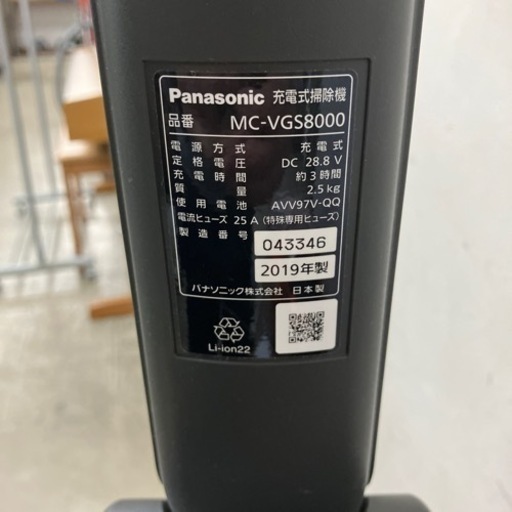 Panasonic 充電式掃除機
品番 MC-VGS8000
電源方式 充電式
定格電圧 DC 28.8 V
充電時間 約3時間
質量 2.5 kg
使用電池 AVV97V-QQ
電流ヒューズ 25 A (特殊専用ヒューズ)
製造番号 043346
2019年製
パナソニック株式会社 日本製
Li-ion22